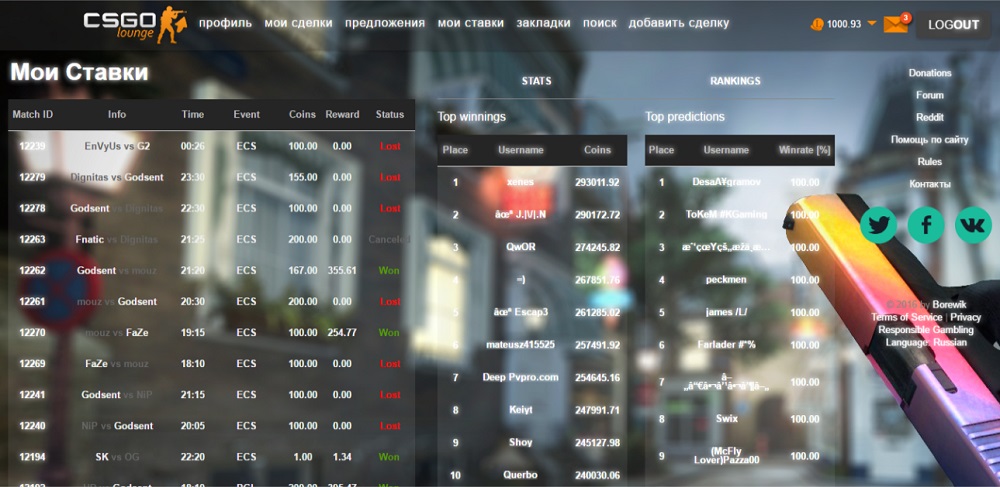 CSGO lounge
профиль мои сделки предложения мои ставки закладки поиск добавить сделку
1000.93 3 LOGOUT
Мои Ставки
Match ID Info Time Event Coins Reward Status
12239 EnVyUs vs G2 00:26 ECS 100.00 0.00 Lost
12279 Dignitas vs Godsent 23:30 ECS 155.00 0.00 Lost
12278 Godsent vs Dignitas 22:30 ECS 100.00 0.00 Lost
12263 Fnatic vs Dignitas 21:25 ECS 200.00 0.00 Canceled
12262 Godsent vs mouz 21:20 ECS 167.00 355.61 Won
12261 mouz vs Godsent 20:30 ECS 200.00 0.00 Lost
12270 mouz vs FaZe 19:15 ECS 100.00 254.77 Won
12269 FaZe vs mouz 18:10 ECS 100.00 0.00 Lost
12241 Godsent vs NiP 21:15 ECS 100.00 0.00 Lost
12240 NiP vs Godsent 20:05 ECS 100.00 0.00 Lost
12194 SK vs OG 22:20 ECS 1.00 1.34 Won
STATS
Top winnings
Place Username Coins
1 xenes 293011.92
2 âœª J.|V|.N 290172.72
3 QwOR 274245.82
4 =) 267851.76
5 âœª Escap3 261285.02
6 mateusz415525 257491.92
7 Deep Pvpro.com 254645.16
8 Keiyt 247991.71
9 Shoy 245127.98
10 Querbo 240030.06
RANKINGS
Top predictions
Place Username Winrate [%]
1 DesaA¥gramov 100.00
2 ToKeM #KGaming 100.00
3 100.00
4 peckmen 100.00
5 james /L/ 100.00
6 Farlader #"% 100.00
7 100.00
8 Swix 100.00
9 (McFly Lover)Pazza00 100.00
Donations
Forum
Reddit
Помощь по сайту
Rules
Контакты
© 2016 by Borewik
Terms of Service | Privacy
Responsible Gambling
Language: Russian